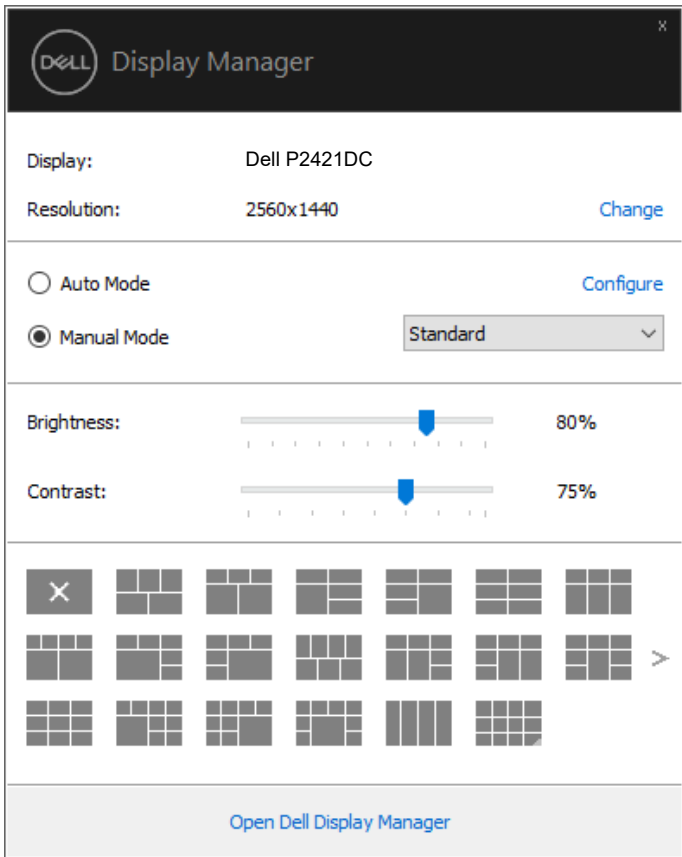 x
DELL Display Manager
Display: Dell P2421DC
Resolution: 2560x1440 Change
Auto Mode Configure
Manual Mode Standard
Brightness: 80%
Contrast: 75%
Open Dell Display Manager